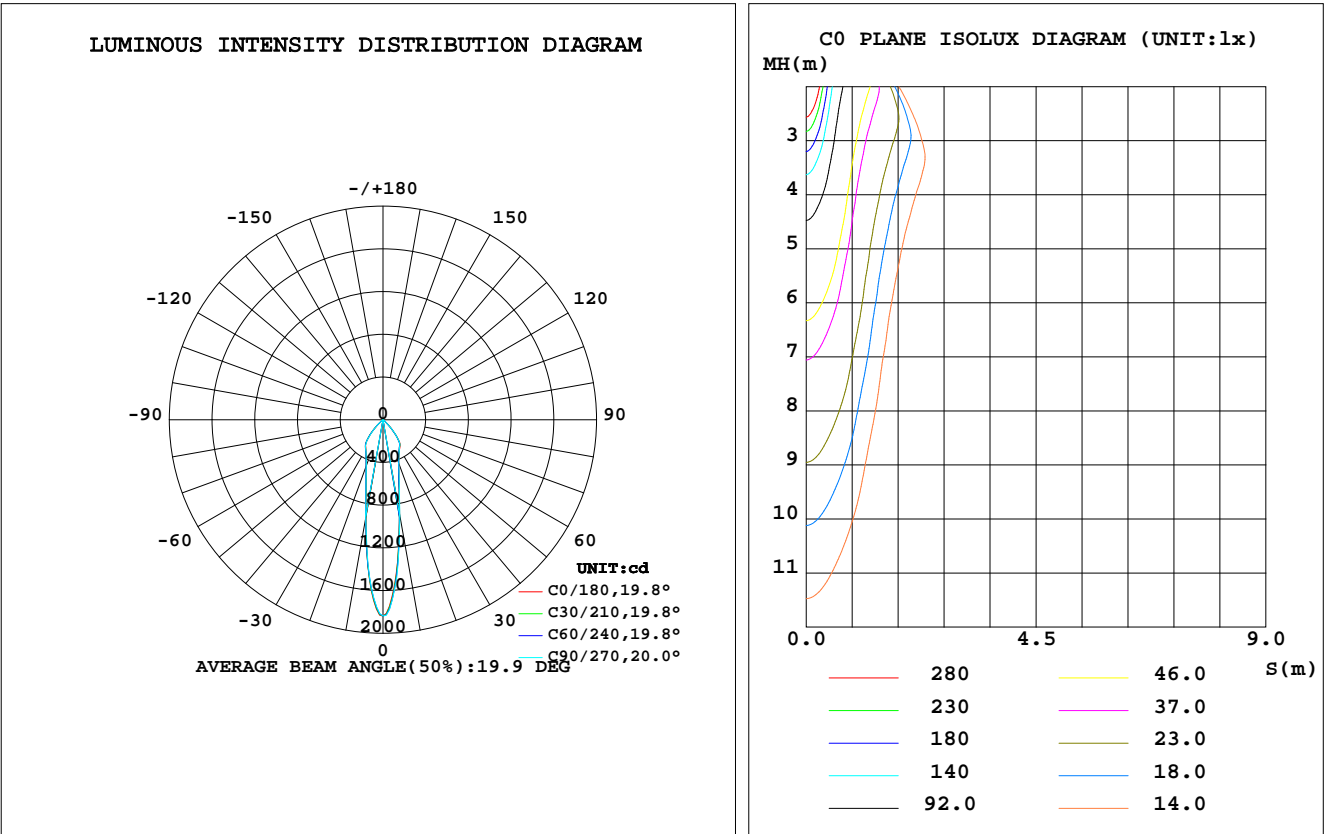 LUMINOUS INTENSITY DISTRIBUTION DIAGRAM
-/+180
-150
150
-120
120
-90
0
90
400
800
-60
1200
60
UNIT:cd
1600
C0/180,19.8°
-30
2000
30
C30/210,19.8°
C60/240,19.8°
0
C90/270,20.0°
AVERAGE BEAM ANGLE(50%):19.9 DEG
C0 PLANE ISOLUX DIAGRAM (UNIT:lx)
MH(m)
3
4
5
6
7
8
9
10
11
0.0 4.5 9.0
S(m)
280 46.0
230 37.0
180 23.0
140 18.0
92.0 14.0